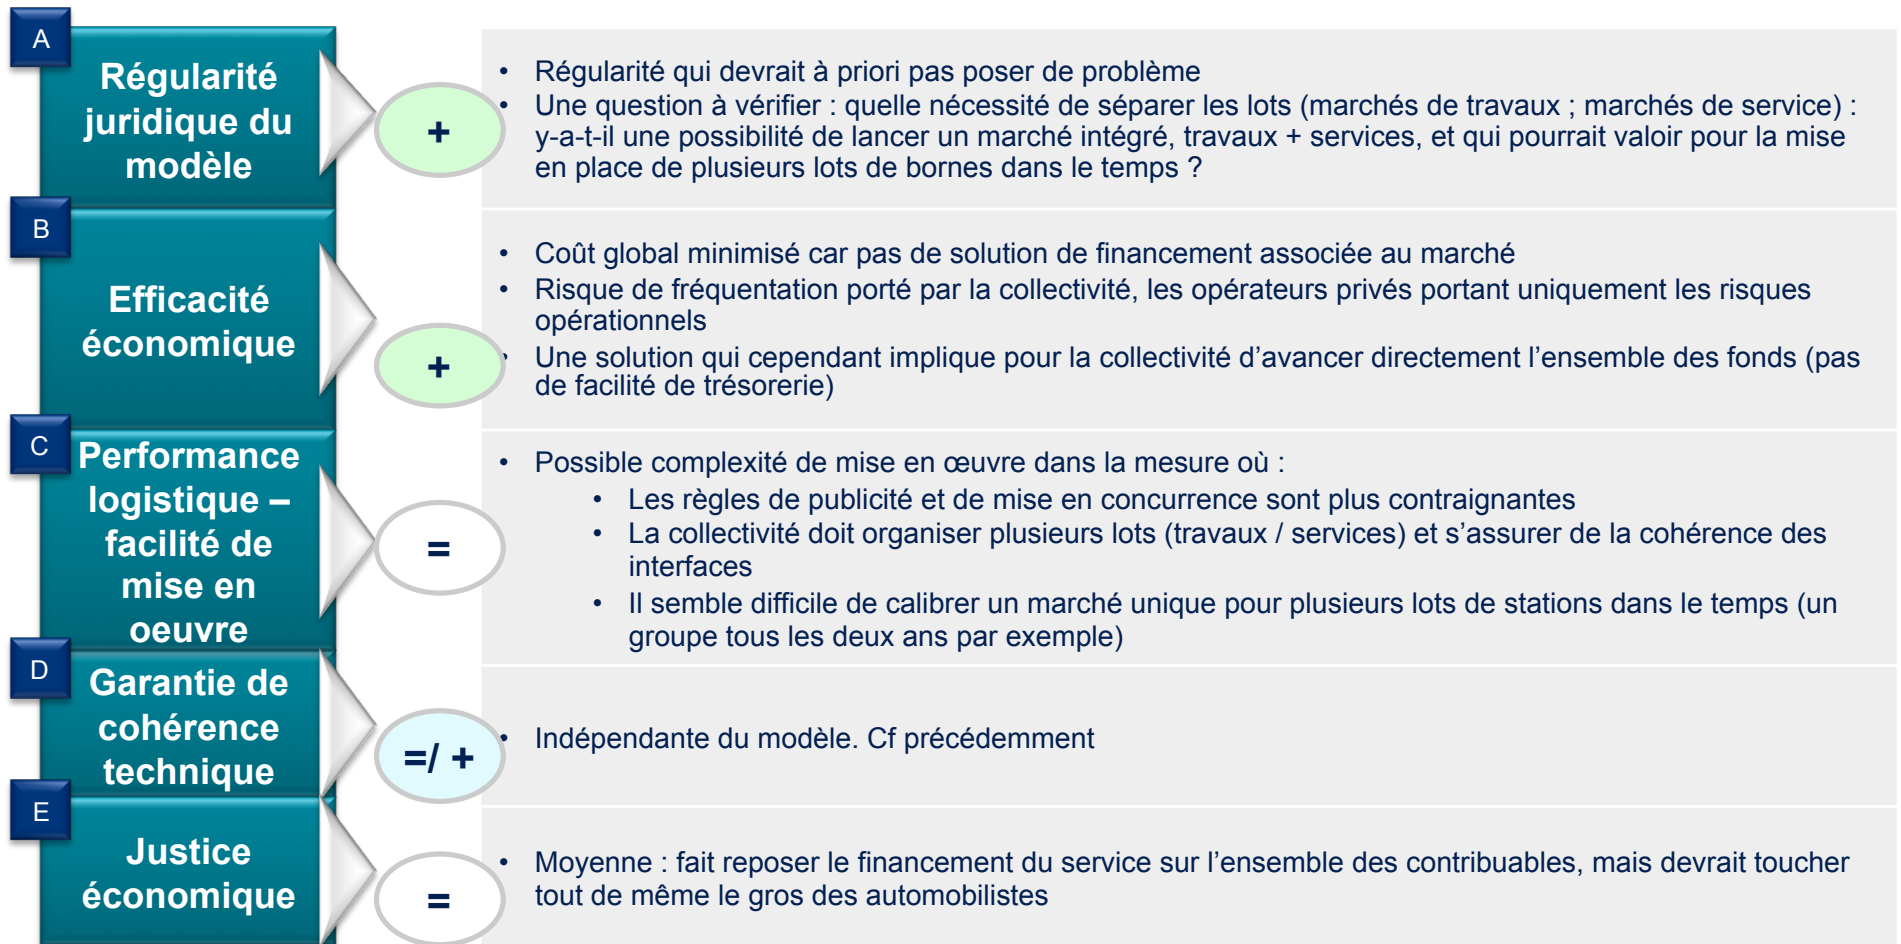 A
Régularité
juridique du
modèle
+
• Régularité qui devrait à priori pas poser de problème
• Une question à vérifier : quelle nécessité de séparer les lots (marchés de travaux ; marchés de service) :
y-a-t-il une possibilité de lancer un marché intégré, travaux + services, et qui pourrait valoir pour la mise
en place de plusieurs lots de bornes dans le temps ?
B
Efficacité
économique
+
• Coût global minimisé car pas de solution de financement associée au marché
• Risque de fréquentation porté par la collectivité, les opérateurs privés portant uniquement les risques
opérationnels
• Une solution qui cependant implique pour la collectivité d’avancer directement l’ensemble des fonds (pas
de facilité de trésorerie)
C
Performance
logistique –
facilité de
mise en
oeuvre
=
• Possible complexité de mise en œuvre dans la mesure où :
• Les règles de publicité et de mise en concurrence sont plus contraignantes
• La collectivité doit organiser plusieurs lots (travaux / services) et s’assurer de la cohérence des
interfaces
• Il semble difficile de calibrer un marché unique pour plusieurs lots de stations dans le temps (un
groupe tous les deux ans par exemple)
D
Garantie de
cohérence
technique
=/ +
• Indépendante du modèle. Cf précédemment
E
Justice
économique
=
• Moyenne : fait reposer le financement du service sur l’ensemble des contribuables, mais devrait toucher
tout de même le gros des automobilistes